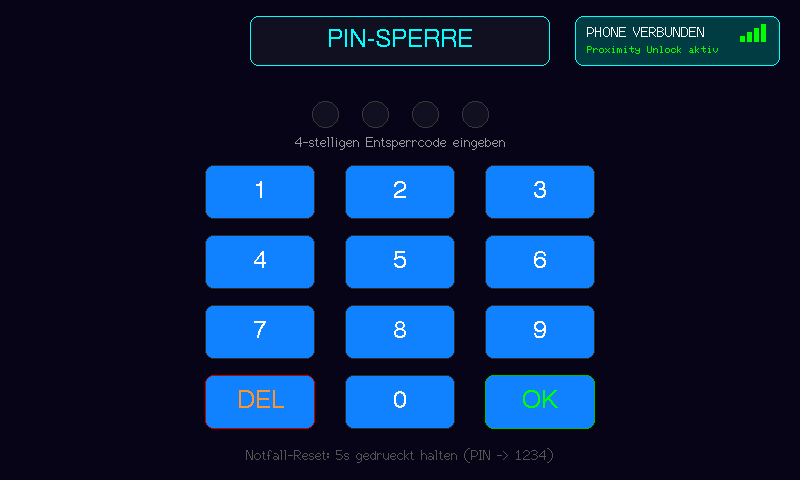 PIN-SPERRE
PHONE VERBUNDEN
Proximity Unlock aktiv
4-stelligen Entsperrcode eingeben
1 2 3
4 5 6
7 8 9
DEL 0 OK
Notfall-Reset: 5s gedrueckt halten (PIN -> 1234)